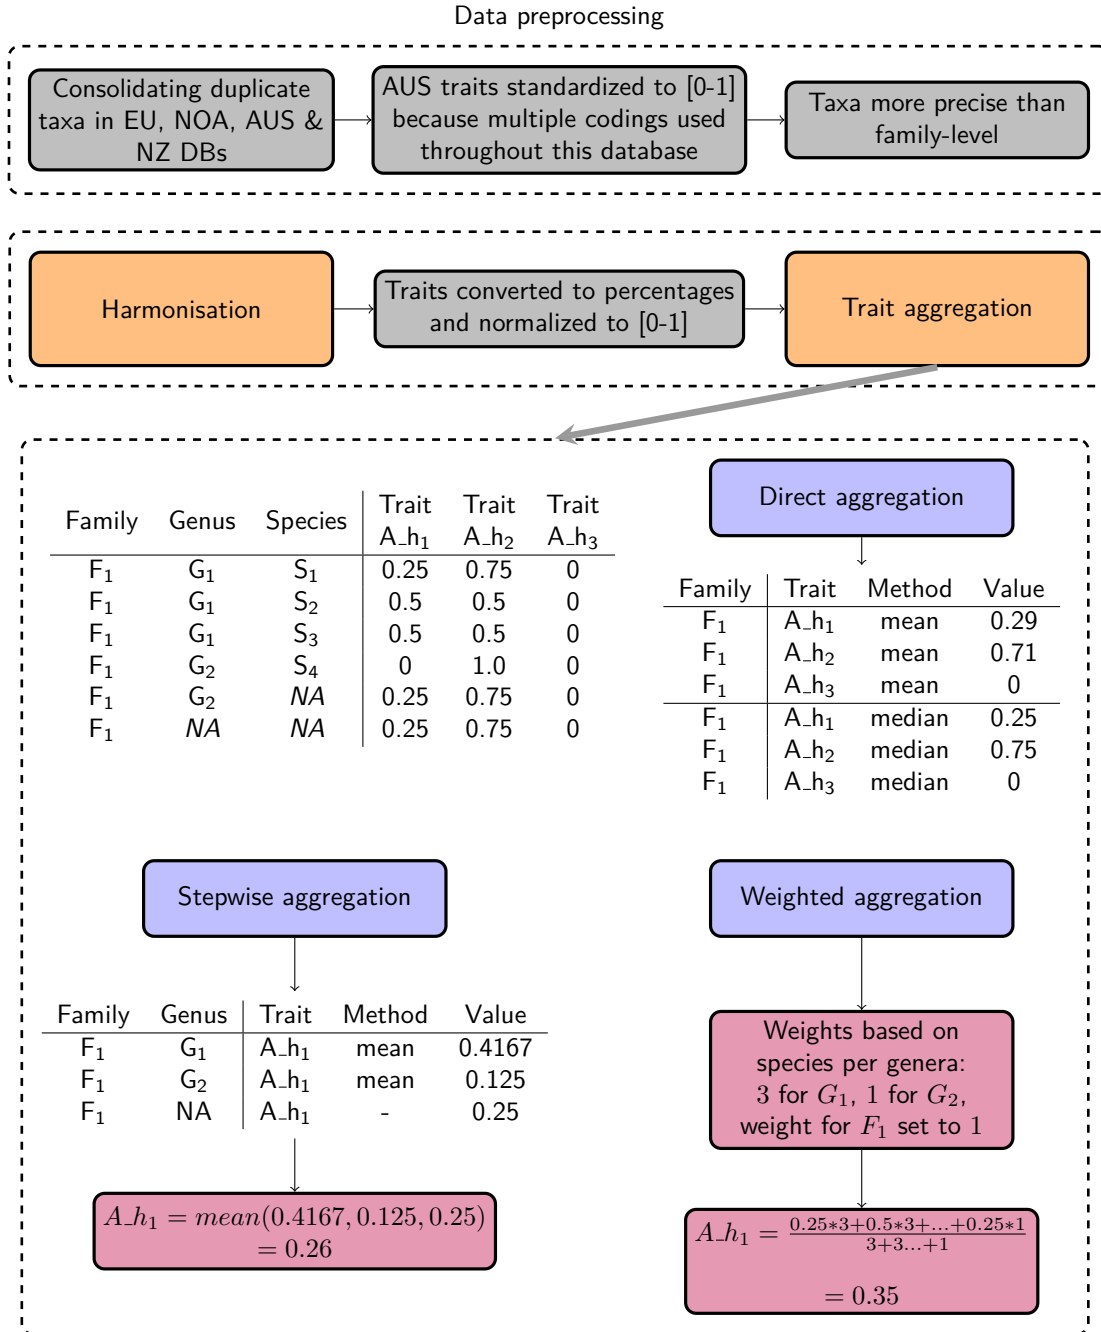 Data preprocessing
Consolidating duplicate
taxa in EU, NOA, AUS &
NZ DBs
AUS traits standardized to [0-1]
because multiple codings used
throughout this database
Taxa more precise than
family-level
Harmonisation
Traits converted to percentages
and normalized to [0-1]
Trait aggregation
Family Genus Species Trait A_h₁ Trait A_h₂ Trait A_h₃
F₁ G₁ S₁ 0.25 0.75 0
F₁ G₁ S₂ 0.5 0.5 0
F₁ G₁ S₃ 0.5 0.5 0
F₁ G₂ S₄ 0 1.0 0
F₁ G₂ NA 0.25 0.75 0
F₁ NA NA 0.25 0.75 0
Direct aggregation
Family Trait Method Value
F₁ A_h₁ mean 0.29
F₁ A_h₂ mean 0.71
F₁ A_h₃ mean 0
F₁ A_h₁ median 0.25
F₁ A_h₂ median 0.75
F₁ A_h₃ median 0
Stepwise aggregation
Family Genus Trait Method Value
F₁ G₁ A_h₁ mean 0.4167
F₁ G₂ A_h₁ mean 0.125
F₁ NA A_h₁ - 0.25
A_h₁ = mean(0.4167, 0.125, 0.25)
= 0.26
Weighted aggregation
Weights based on
species per genera:
3 for G₁, 1 for G₂,
weight for F₁ set to 1
A_h₁ = (0.25*3+0.5*3+...+0.25*1)/(3+3...+1)
= 0.35